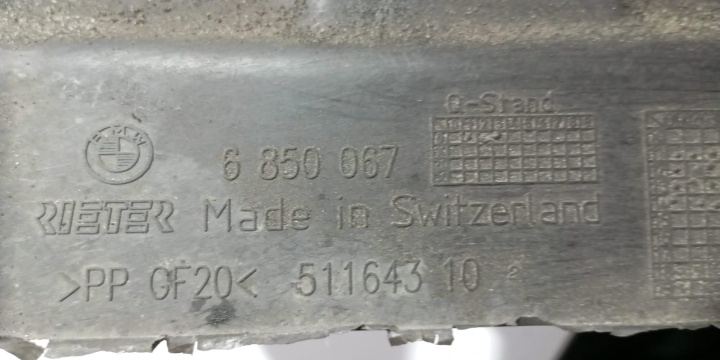 Q-Stand
BMW
6 850 067
RIETER Made in Switzerland
>PP GF20< 511643 10